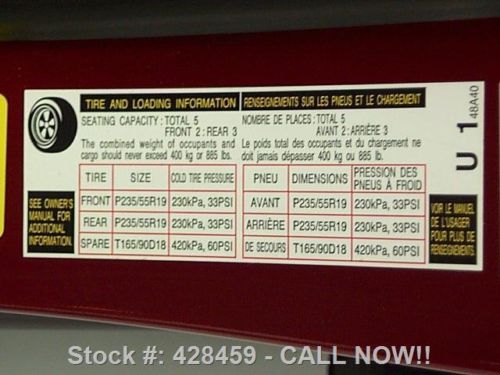 TIRE AND LOADING INFORMATION
RENSEIGNEMENTS SUR LES PNEUS ET LE CHARGEMENT
SEATING CAPACITY : TOTAL 5
FRONT 2 : REAR 3
The combined weight of occupants and
cargo should never exceed 400 kg or 885 lbs.
NOMBRE DE PLACES : TOTAL 5
AVANT 2 : ARRIÈRE 3
Le poids total des occupants et du chargement ne
doit jamais dépasser 400 kg ou 885 lb.
SEE OWNER'S
MANUAL FOR
ADDITIONAL
INFORMATION.
TIRE SIZE COLD TIRE PRESSURE
FRONT P235/55R19 230kPa, 33PSI
REAR P235/55R19 230kPa, 33PSI
SPARE T165/90D18 420kPa, 60PSI
PNEU DIMENSIONS PRESSION DES
PNEUS À FROID
AVANT P235/55R19 230kPa, 33PSI
ARRIÈRE P235/55R19 230kPa, 33PSI
DE SECOURS T165/90D18 420kPa, 60PSI
VOIR LE MANUEL
DE L'USAGER
POUR PLUS DE
RENSEIGNEMENTS.
U 1 48A40
Stock #: 428459 - CALL NOW!!